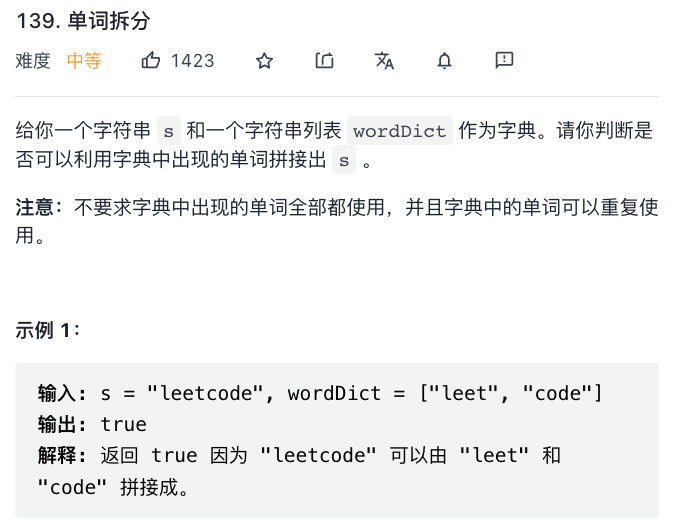 139. 单词拆分
难度 中等 1423
给你一个字符串 s 和一个字符串列表 wordDict 作为字典。请你判断是
否可以利用字典中出现的单词拼接出 s 。
注意：不要求字典中出现的单词全部都使用，并且字典中的单词可以重复使
用。
示例 1：
输入: s = "leetcode", wordDict = ["leet", "code"]
输出: true
解释: 返回 true 因为 "leetcode" 可以由 "leet" 和
"code" 拼接成。